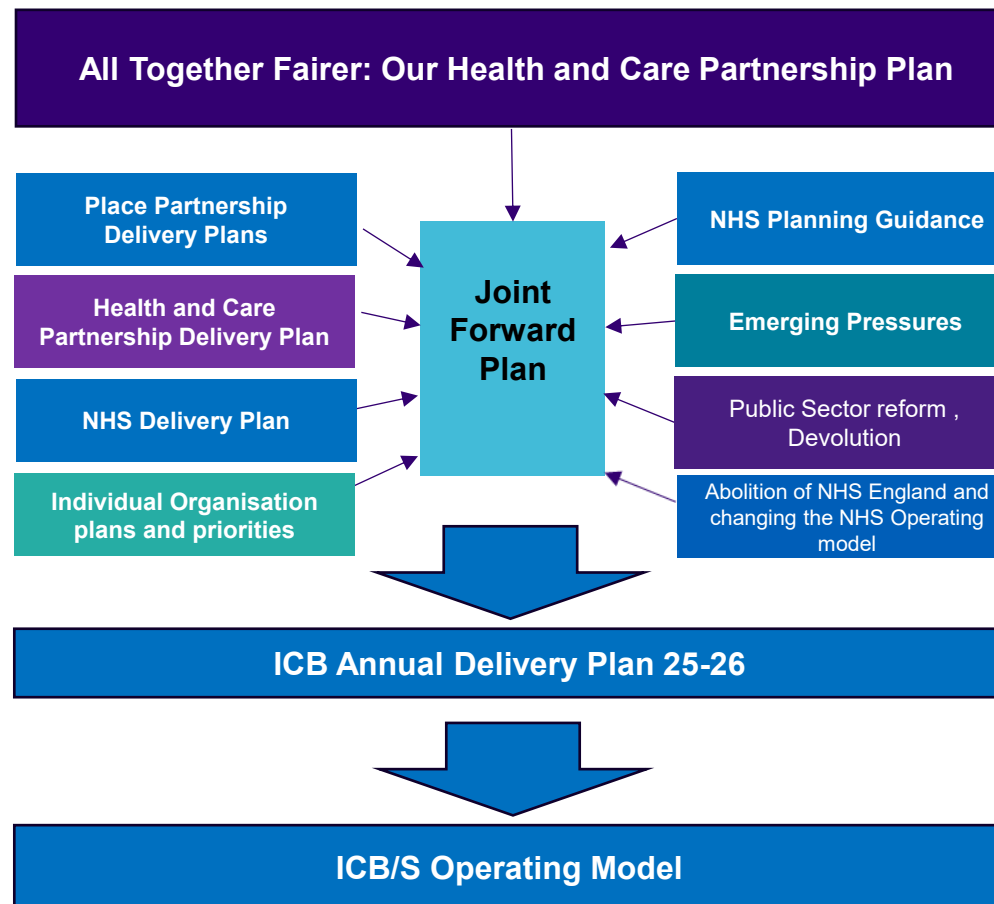 All Together Fairer: Our Health and Care Partnership Plan
Place Partnership
Delivery Plans
Health and Care
Partnership Delivery Plan
NHS Delivery Plan
Individual Organisation
plans and priorities
Joint
Forward
Plan
NHS Planning Guidance
Emerging Pressures
Public Sector reform ,
Devolution
Abolition of NHS England and
changing the NHS Operating
model
ICB Annual Delivery Plan 25-26
ICB/S Operating Model